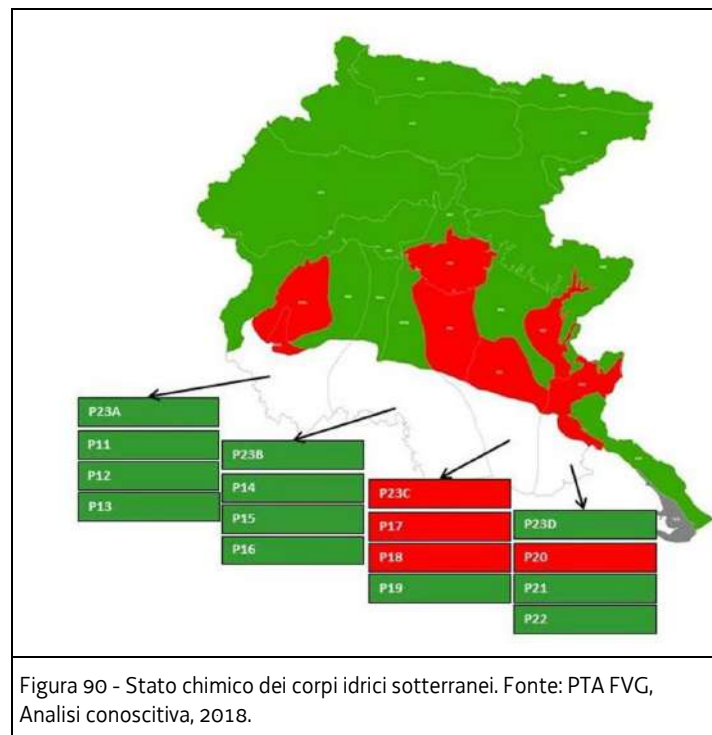 P23A
P11
P12
P13
P23B
P14
P15
P16
P23C
P17
P18
P19
P23D
P20
P21
P22
Figura 90 - Stato chimico dei corpi idrici sotterranei. Fonte: PTA FVG,
Analisi conoscitiva, 2018.